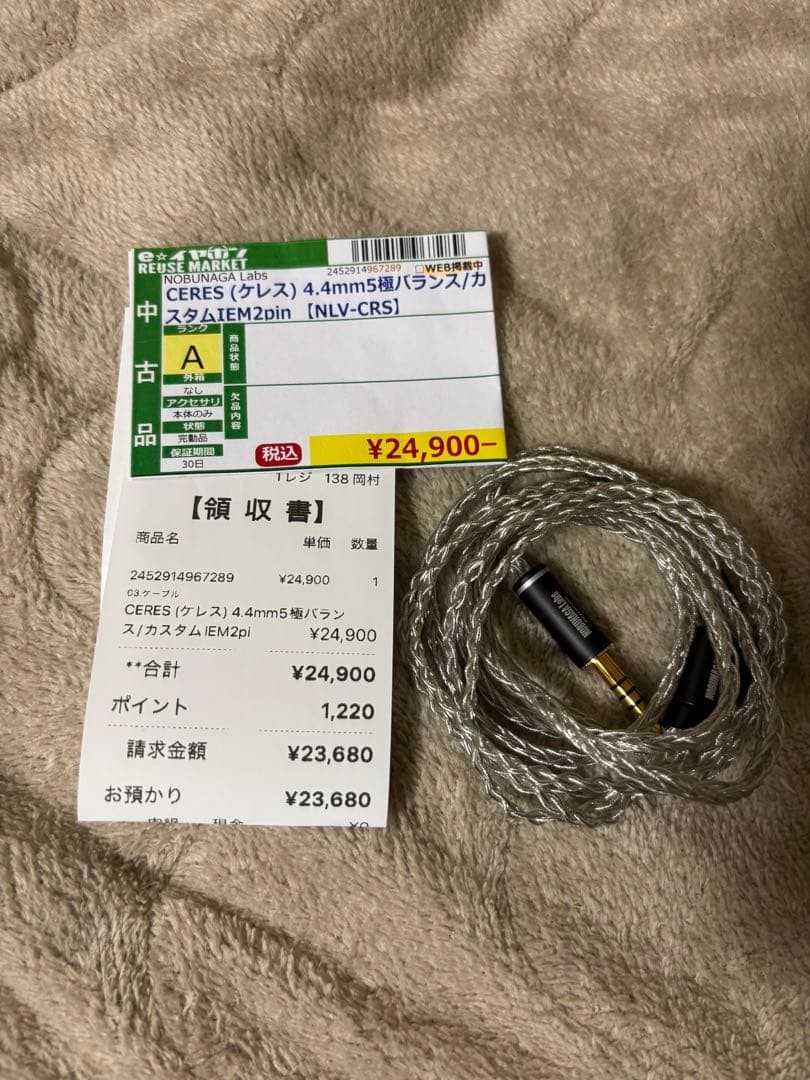 e☆イヤホン
REUSE MARKET
中古品
NOBUNAGA Labs
2452914967289
□WEB掲載中
CERES (ケレス) 4.4mm5極バランス/カ
スタムIEM2pin 【NLV-CRS】
ランク
A
商品状態
外箱
なし
アクセサリ
本体のみ
欠品内容
状態
完動品
保証期間
30日
税込
¥24,900−
1レジ 138 岡村
【領 収 書】
商品名 単価 数量
2452914967289 ¥24,900 1
03.ケーブル
CERES (ケレス) 4.4mm5極バラン
ス/カスタムIEM2pi ¥24,900
**合計 ¥24,900
ポイント 1,220
請求金額 ¥23,680
お預かり ¥23,680
NOBUNAGA Labs